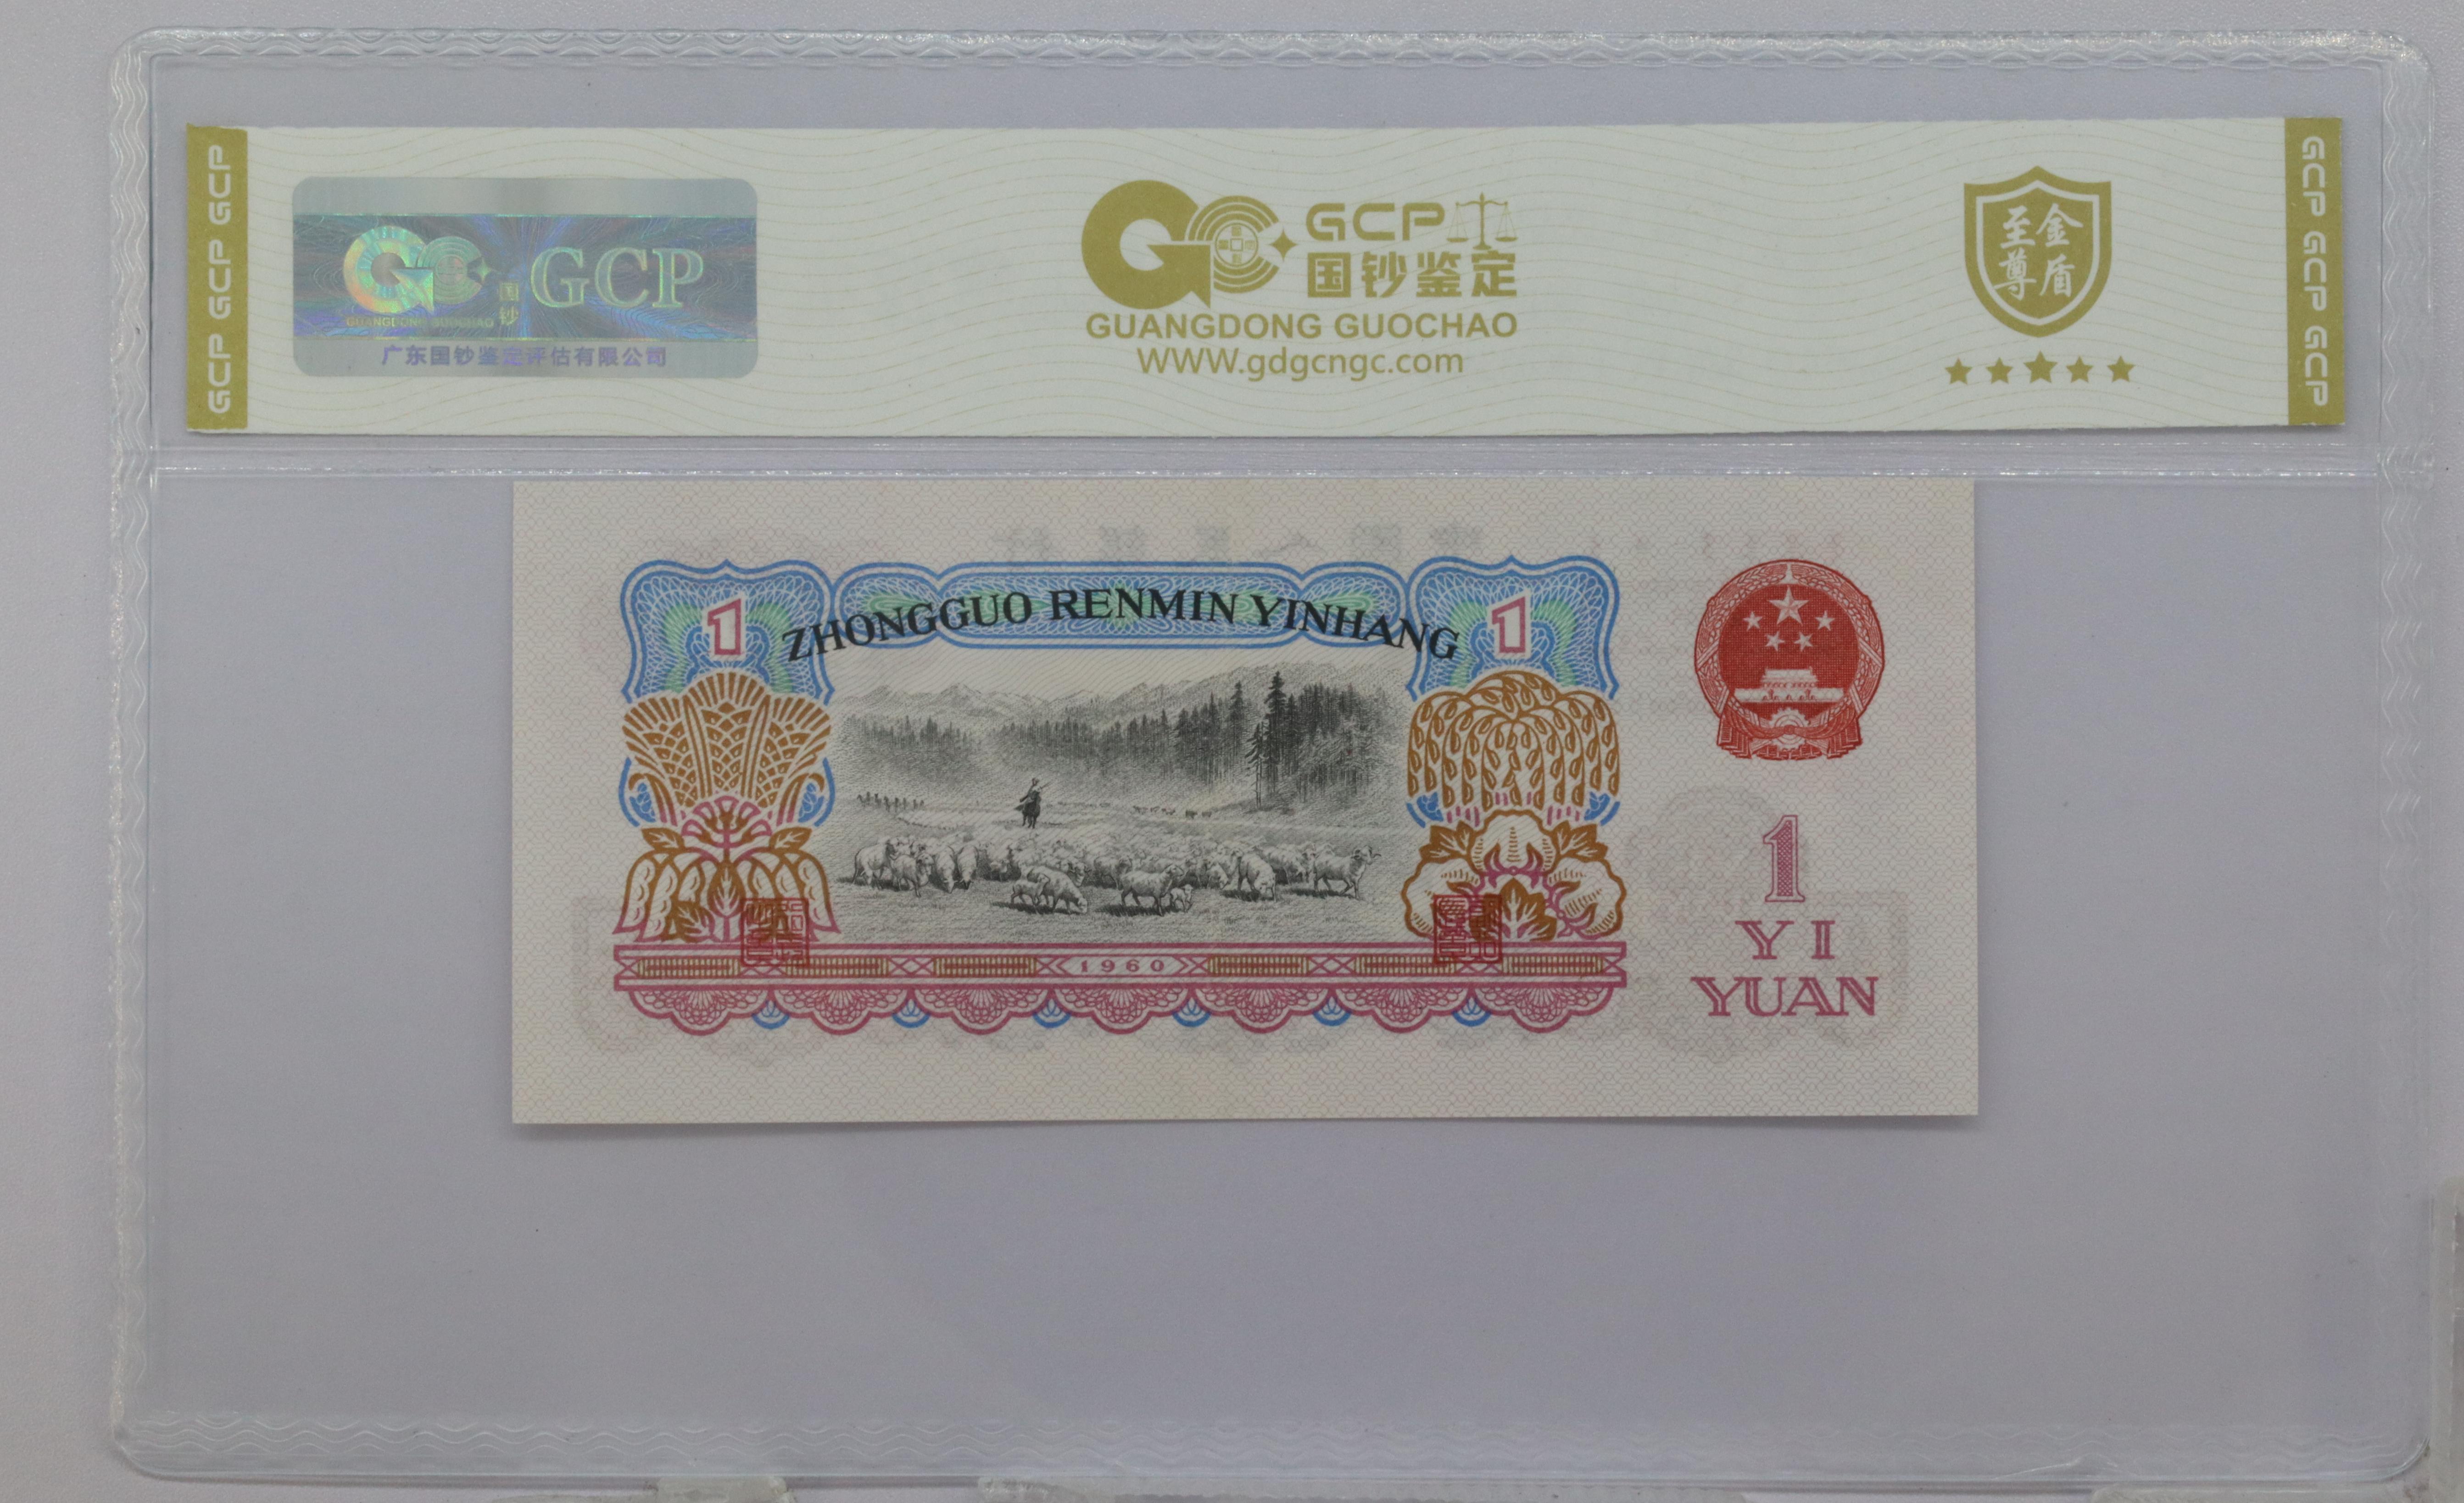 GCP GCP GCP
GC GCP
国钞
GUANGDONG GUOCHAO
广东国钞鉴定评估有限公司
GC GCP
国钞鉴定
GUANGDONG GUOCHAO
WWW.gdgcngc.com
金盾
至尊
GCP GCP GCP
1 ZHONGGUO RENMIN YINHANG 1
1960
1
YI
YUAN